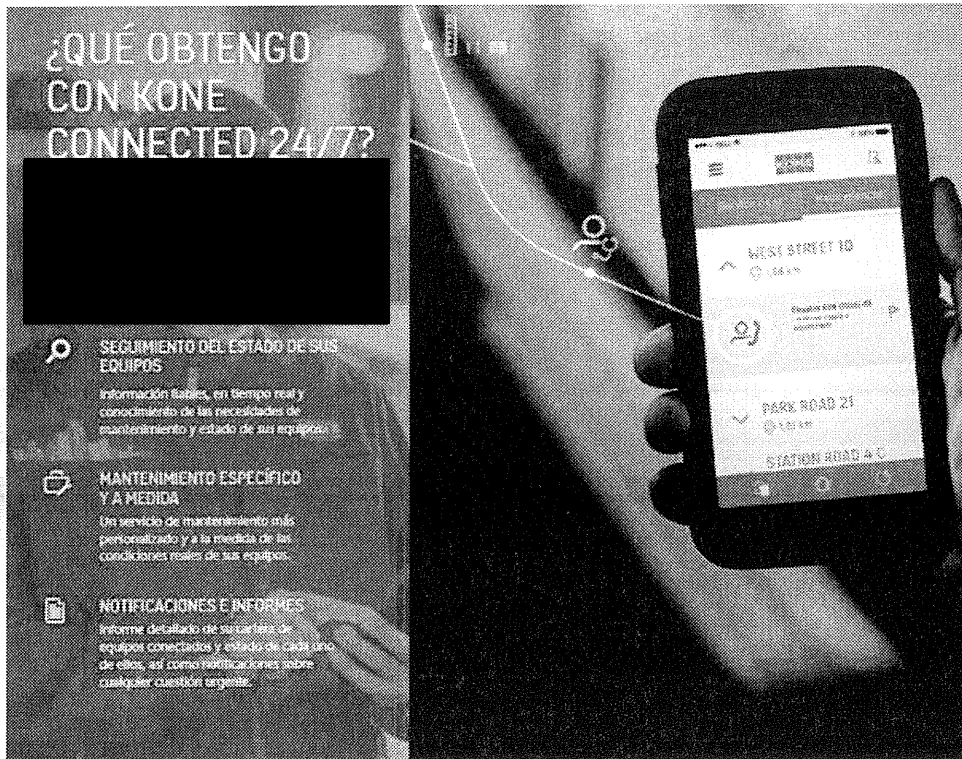 ¿QUÉ OBTENGO
CON KONE
CONNECTED 24/7?
SEGUIMIENTO DEL ESTADO DE SUS
EQUIPOS
Información fiables, en tiempo real y
conocimiento de las necesidades de
mantenimiento y estado de sus equipos.
MANTENIMIENTO ESPECÍFICO
Y A MEDIDA
Un servicio de mantenimiento más
personalizado y a la medida de las
condiciones reales de sus equipos.
NOTIFICACIONES E INFORMES
Informe detallado de su cartera de
equipos conectados y estado de cada uno
de ellos, así como notificaciones sobre
cualquier cuestión urgente.
WEST STREET 10
PARK ROAD 21
STATION ROAD 4 C